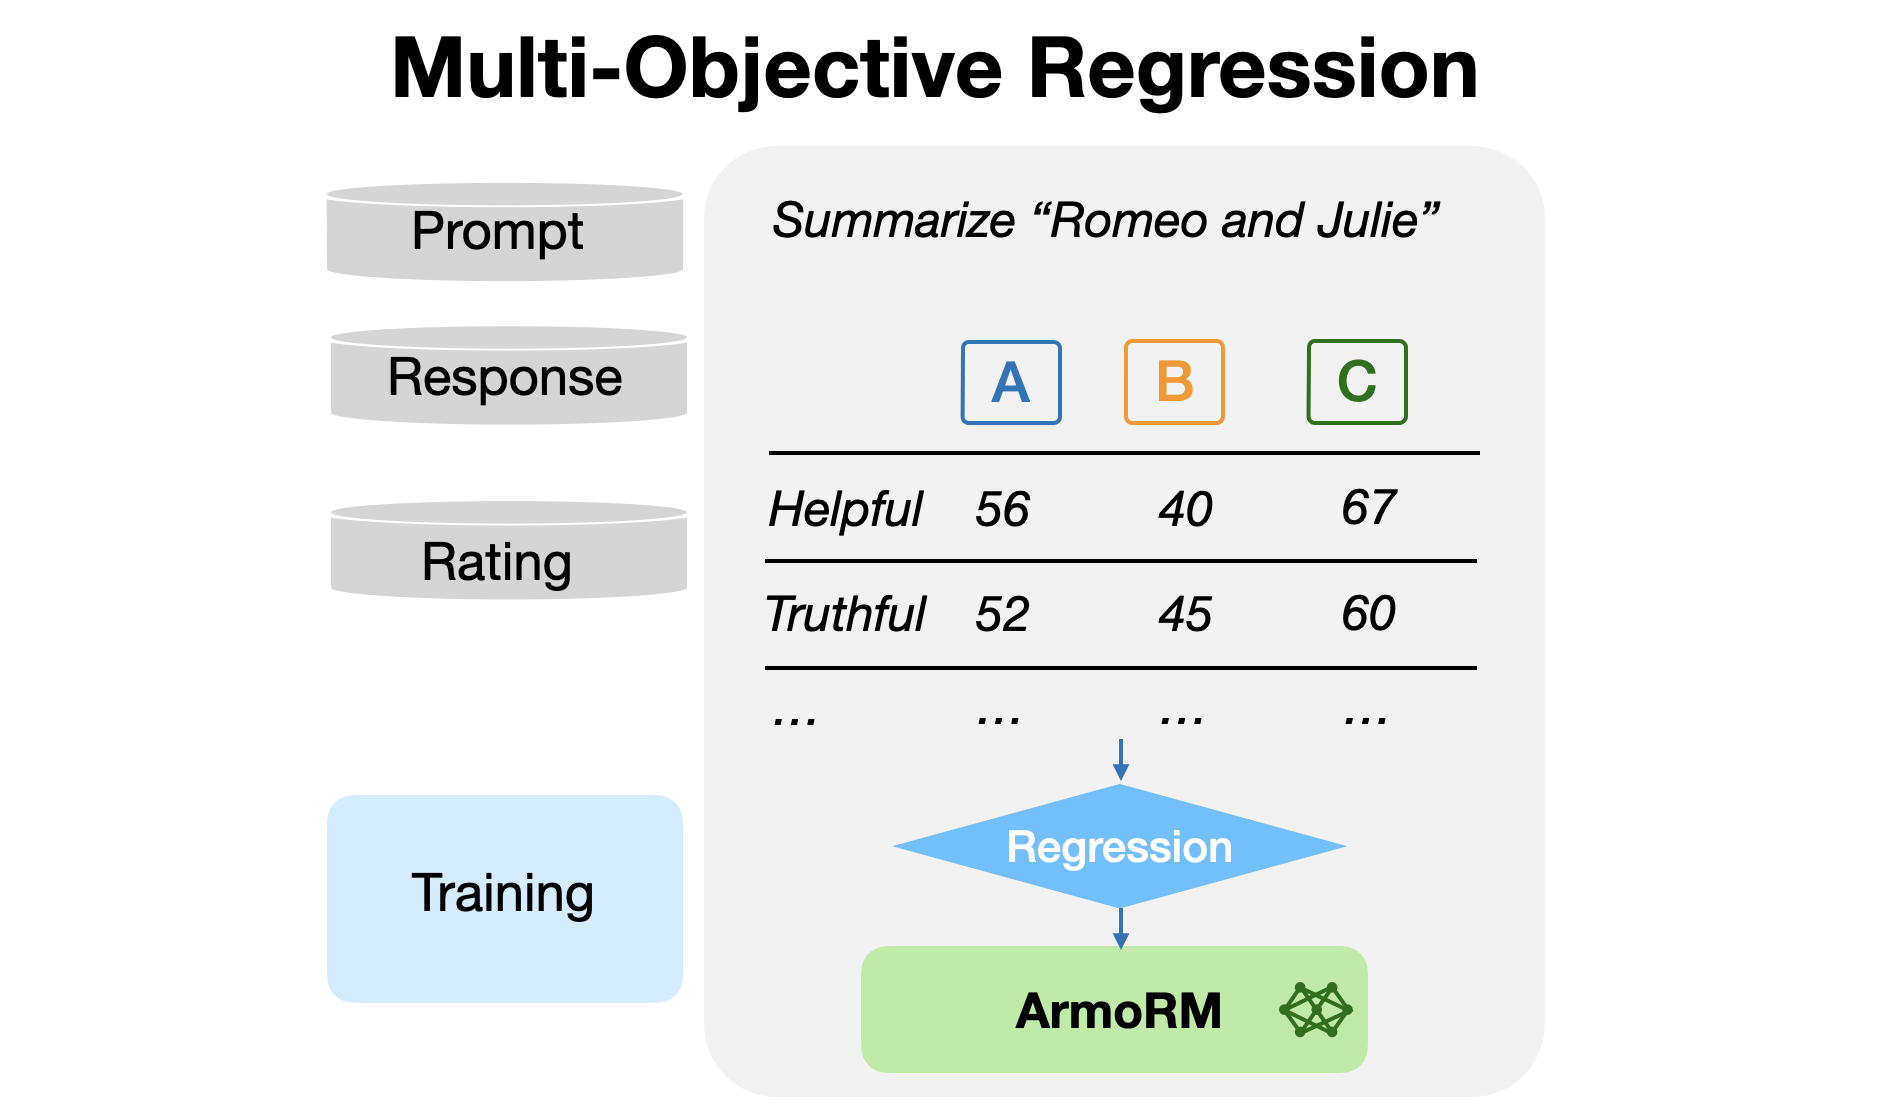 Multi-Objective Regression
Prompt
Summarize “Romeo and Julie”
Response
A B C
Helpful 56 40 67
Rating
Truthful 52 45 60
... ... ... ...
Regression
Training
ArmoRM